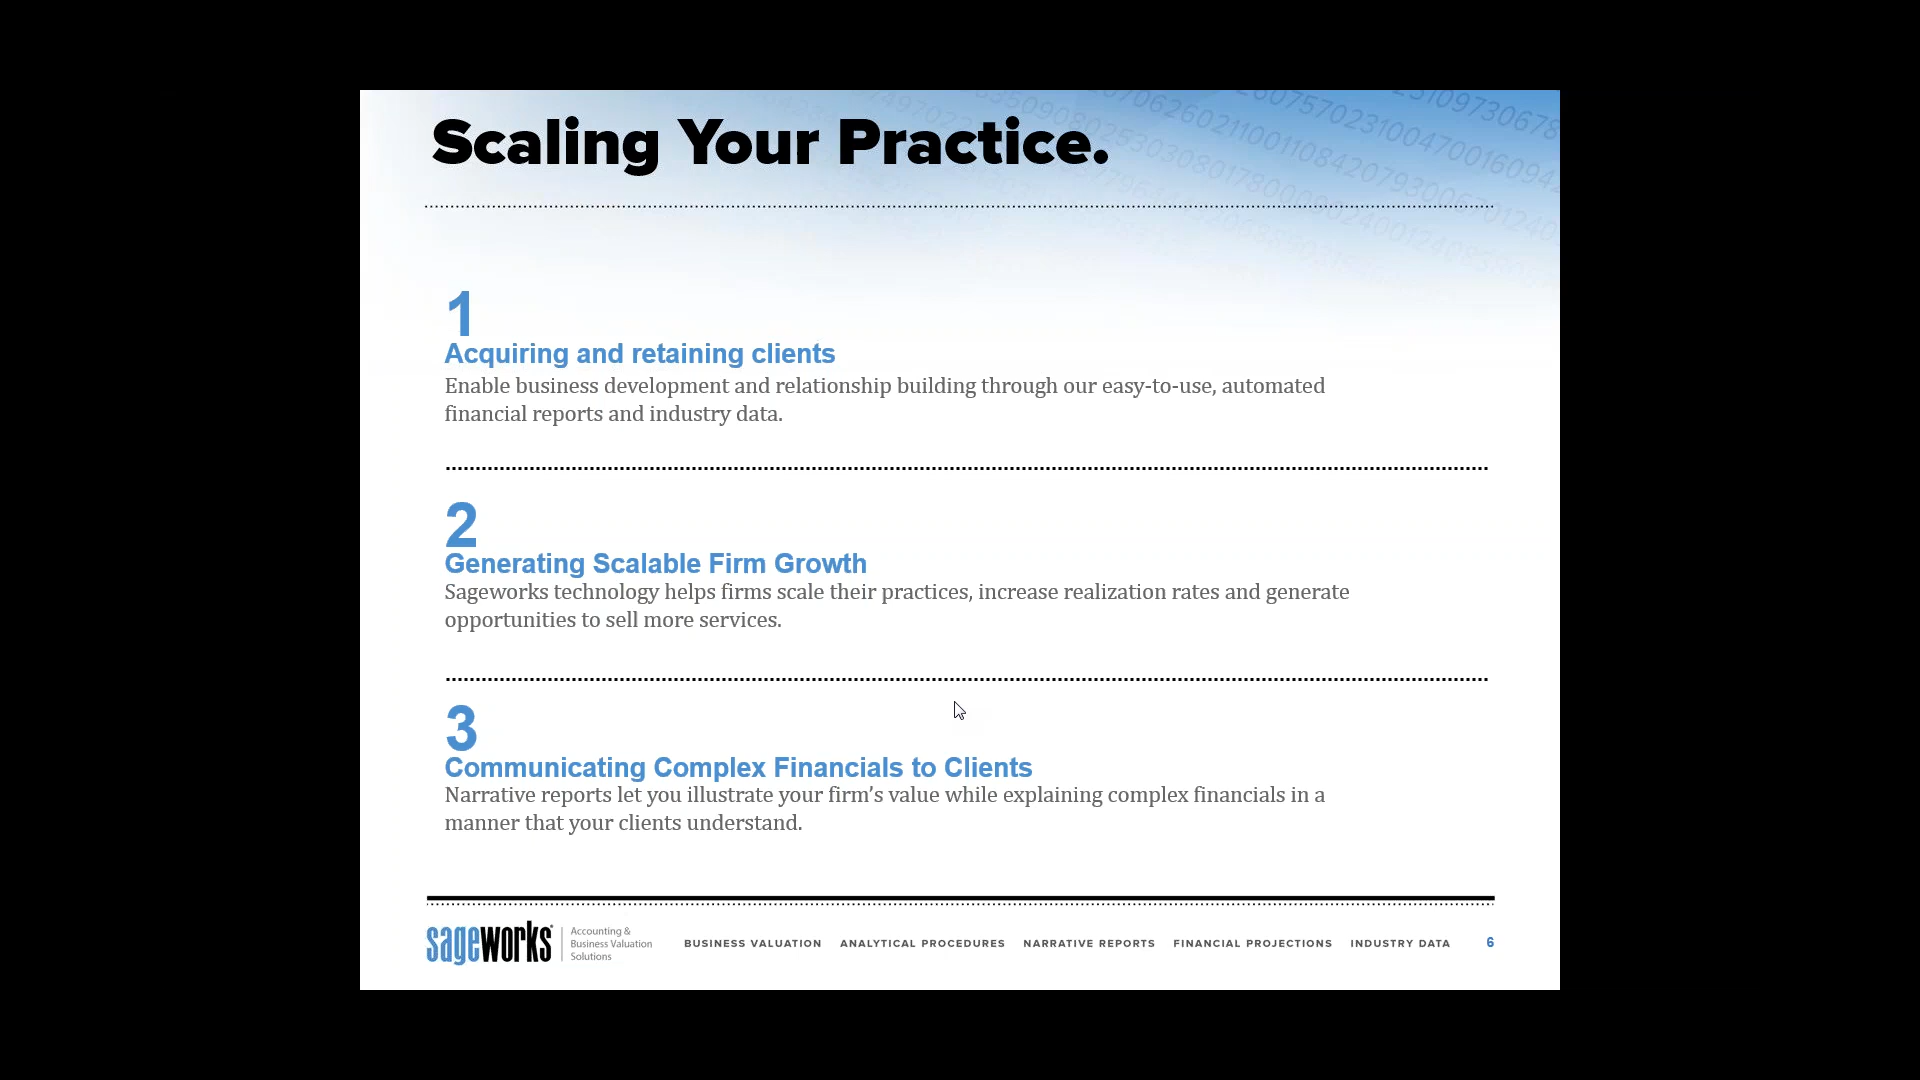 Scaling Your Practice.
1
Acquiring and retaining clients
Enable business development and relationship building through our easy-to-use, automated
financial reports and industry data.
2
Generating Scalable Firm Growth
Sageworks technology helps firms scale their practices, increase realization rates and generate
opportunities to sell more services.
3
Communicating Complex Financials to Clients
Narrative reports let you illustrate your firm’s value while explaining complex financials in a
manner that your clients understand.
sageworks
Accounting &
Business Valuation
Solutions
BUSINESS VALUATION ANALYTICAL PROCEDURES NARRATIVE REPORTS FINANCIAL PROJECTIONS INDUSTRY DATA 6